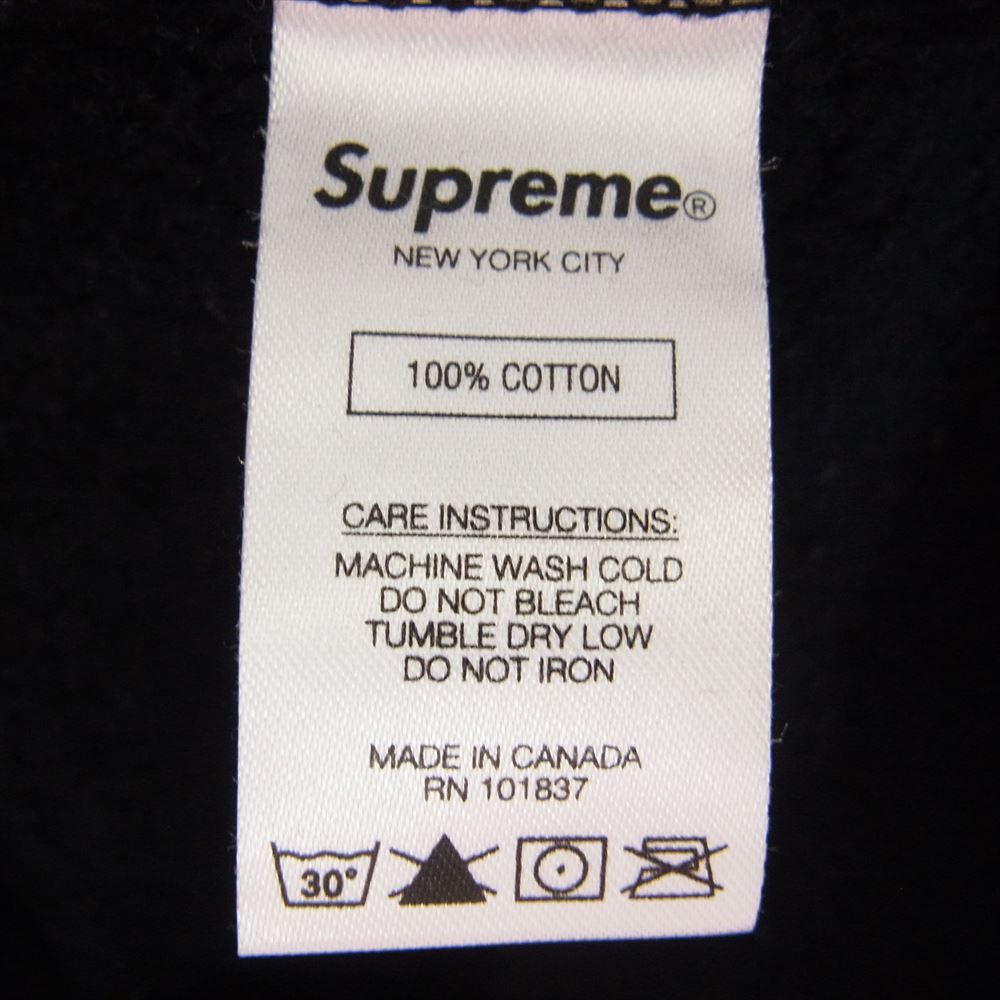 Supreme®
NEW YORK CITY
100% COTTON
CARE INSTRUCTIONS:
MACHINE WASH COLD
DO NOT BLEACH
TUMBLE DRY LOW
DO NOT IRON
MADE IN CANADA
RN 101837
30°